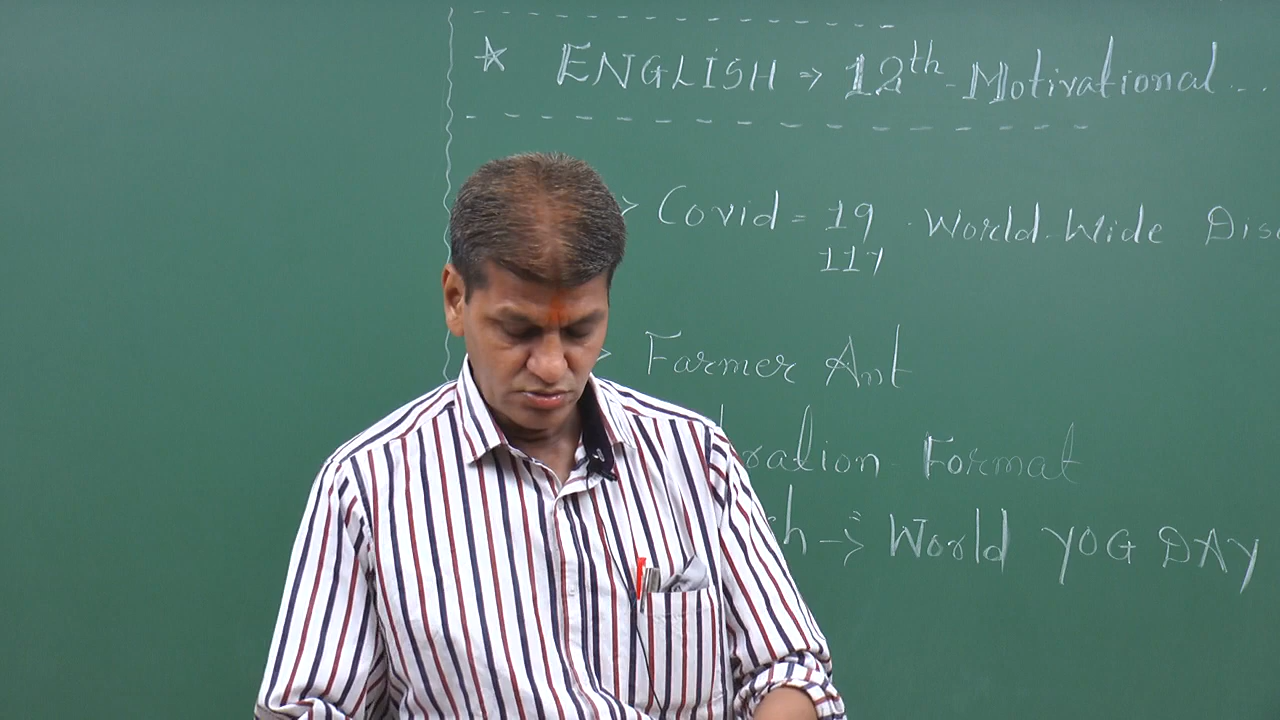 * ENGLISH → 12th - Motivational ...
Covid = 19 . World-Wide
117
Farmer Ant
Format
→ World YOG DAY